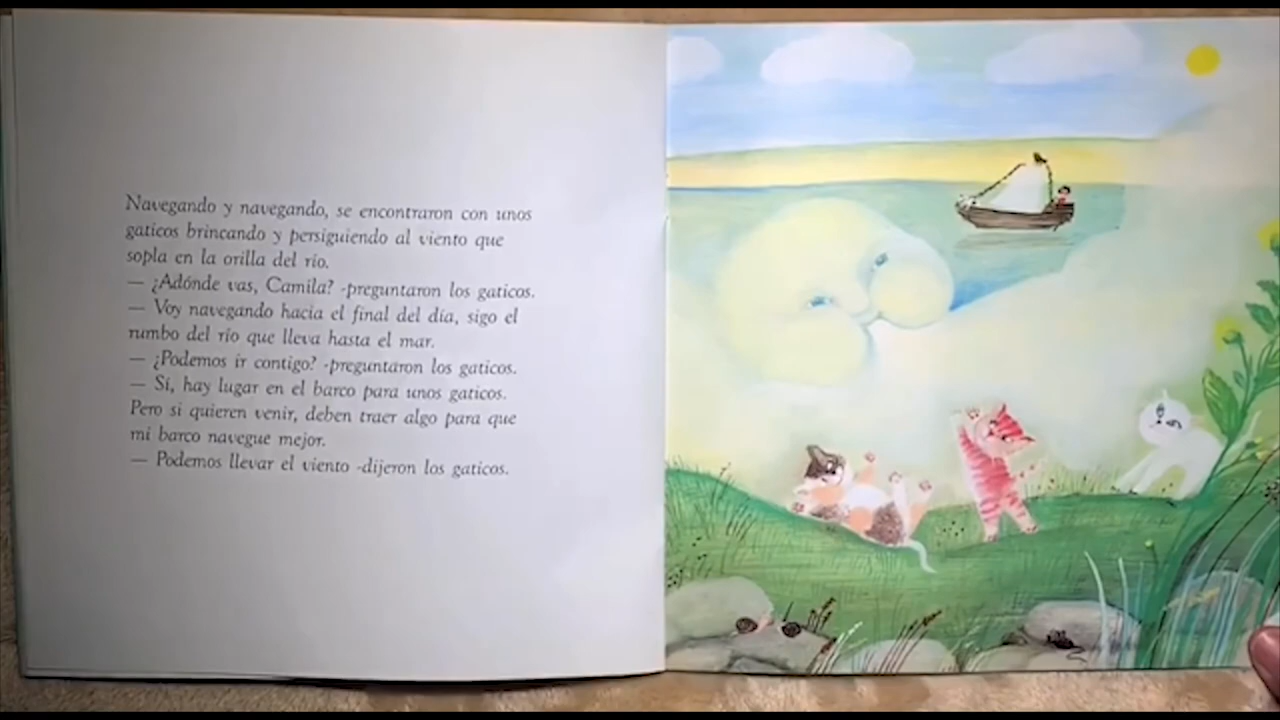 Navegando y navegando, se encontraron con unos
gaticos brincando y persiguiendo al viento que
sopla en la orilla del río.
— ¿Adónde vas, Camila? -preguntaron los gaticos.
— Voy navegando hacia el final del día, sigo el
rumbo del río que lleva hasta el mar.
— ¿Podemos ir contigo? -preguntaron los gaticos.
— Sí, hay lugar en el barco para unos gaticos.
Pero si quieren venir, deben traer algo para que
mi barco navegue mejor.
— Podemos llevar el viento -dijeron los gaticos.